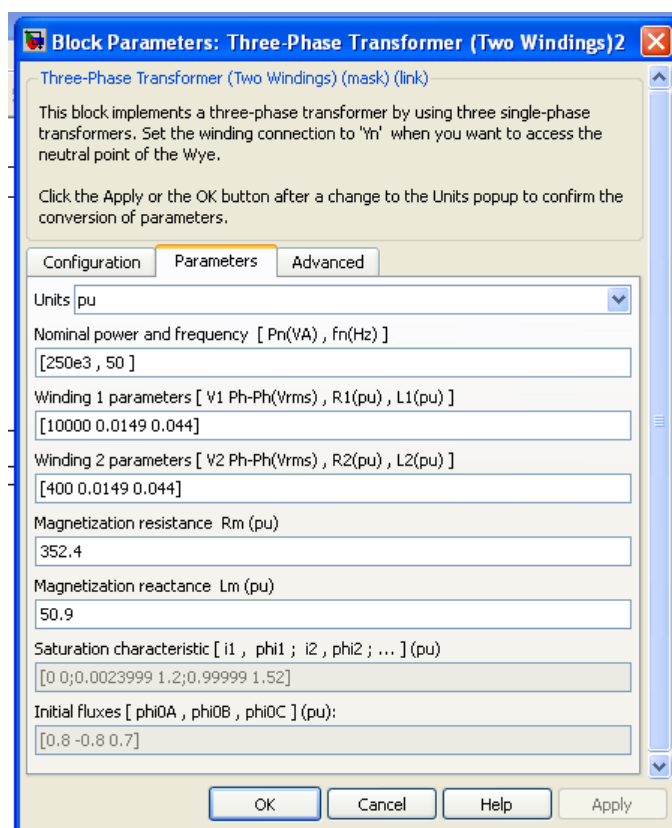 Block Parameters: Three-Phase Transformer (Two Windings)2
Three-Phase Transformer (Two Windings) (mask) (link)
This block implements a three-phase transformer by using three single-phase
transformers. Set the winding connection to 'Yn' when you want to access the
neutral point of the Wye.
Click the Apply or the OK button after a change to the Units popup to confirm the
conversion of parameters.
Configuration Parameters Advanced
Units pu
Nominal power and frequency [ Pn(VA) , fn(Hz) ]
[250e3 , 50 ]
Winding 1 parameters [ V1 Ph-Ph(Vrms) , R1(pu) , L1(pu) ]
[10000 0.0149 0.044]
Winding 2 parameters [ V2 Ph-Ph(Vrms) , R2(pu) , L2(pu) ]
[400 0.0149 0.044]
Magnetization resistance Rm (pu)
352.4
Magnetization reactance Lm (pu)
50.9
Saturation characteristic [ i1 , phi1 ; i2 , phi2 ; ... ] (pu)
[0 0;0.0023999 1.2;0.99999 1.52]
Initial fluxes [ phi0A , phi0B , phi0C ] (pu):
[0.8 -0.8 0.7]
OK Cancel Help Apply